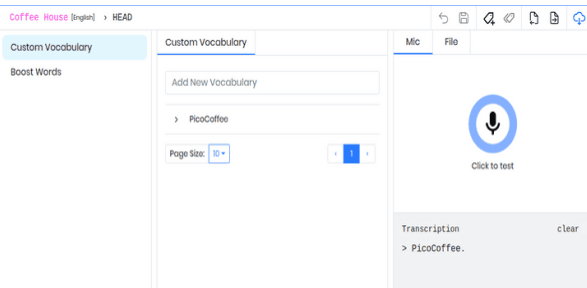 Coffee House [English] > HEAD
Custom Vocabulary
Boost Words
Custom Vocabulary
Add New Vocabulary
> PicoCoffee
Page Size: 10
‹ 1 ›
Mic File
Click to test
Transcription clear
> PicoCoffee.